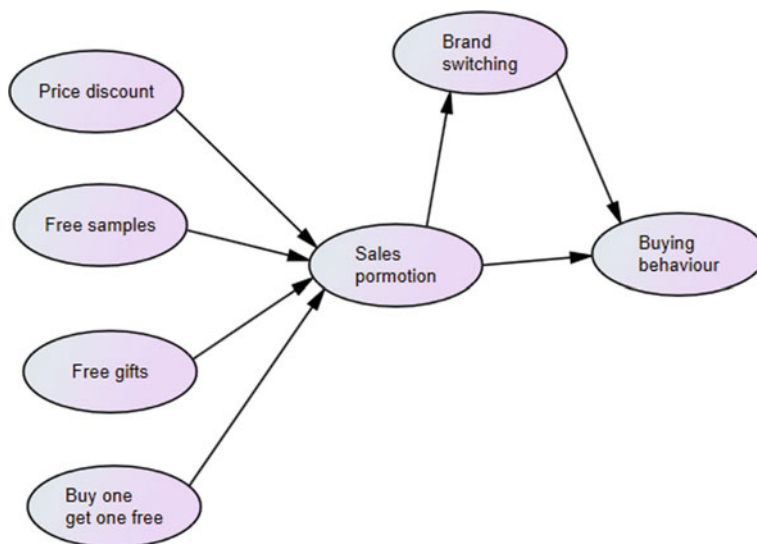 Brand
switching
Price discount
Free samples
Sales
pormotion
Buying
behaviour
Free gifts
Buy one
get one free